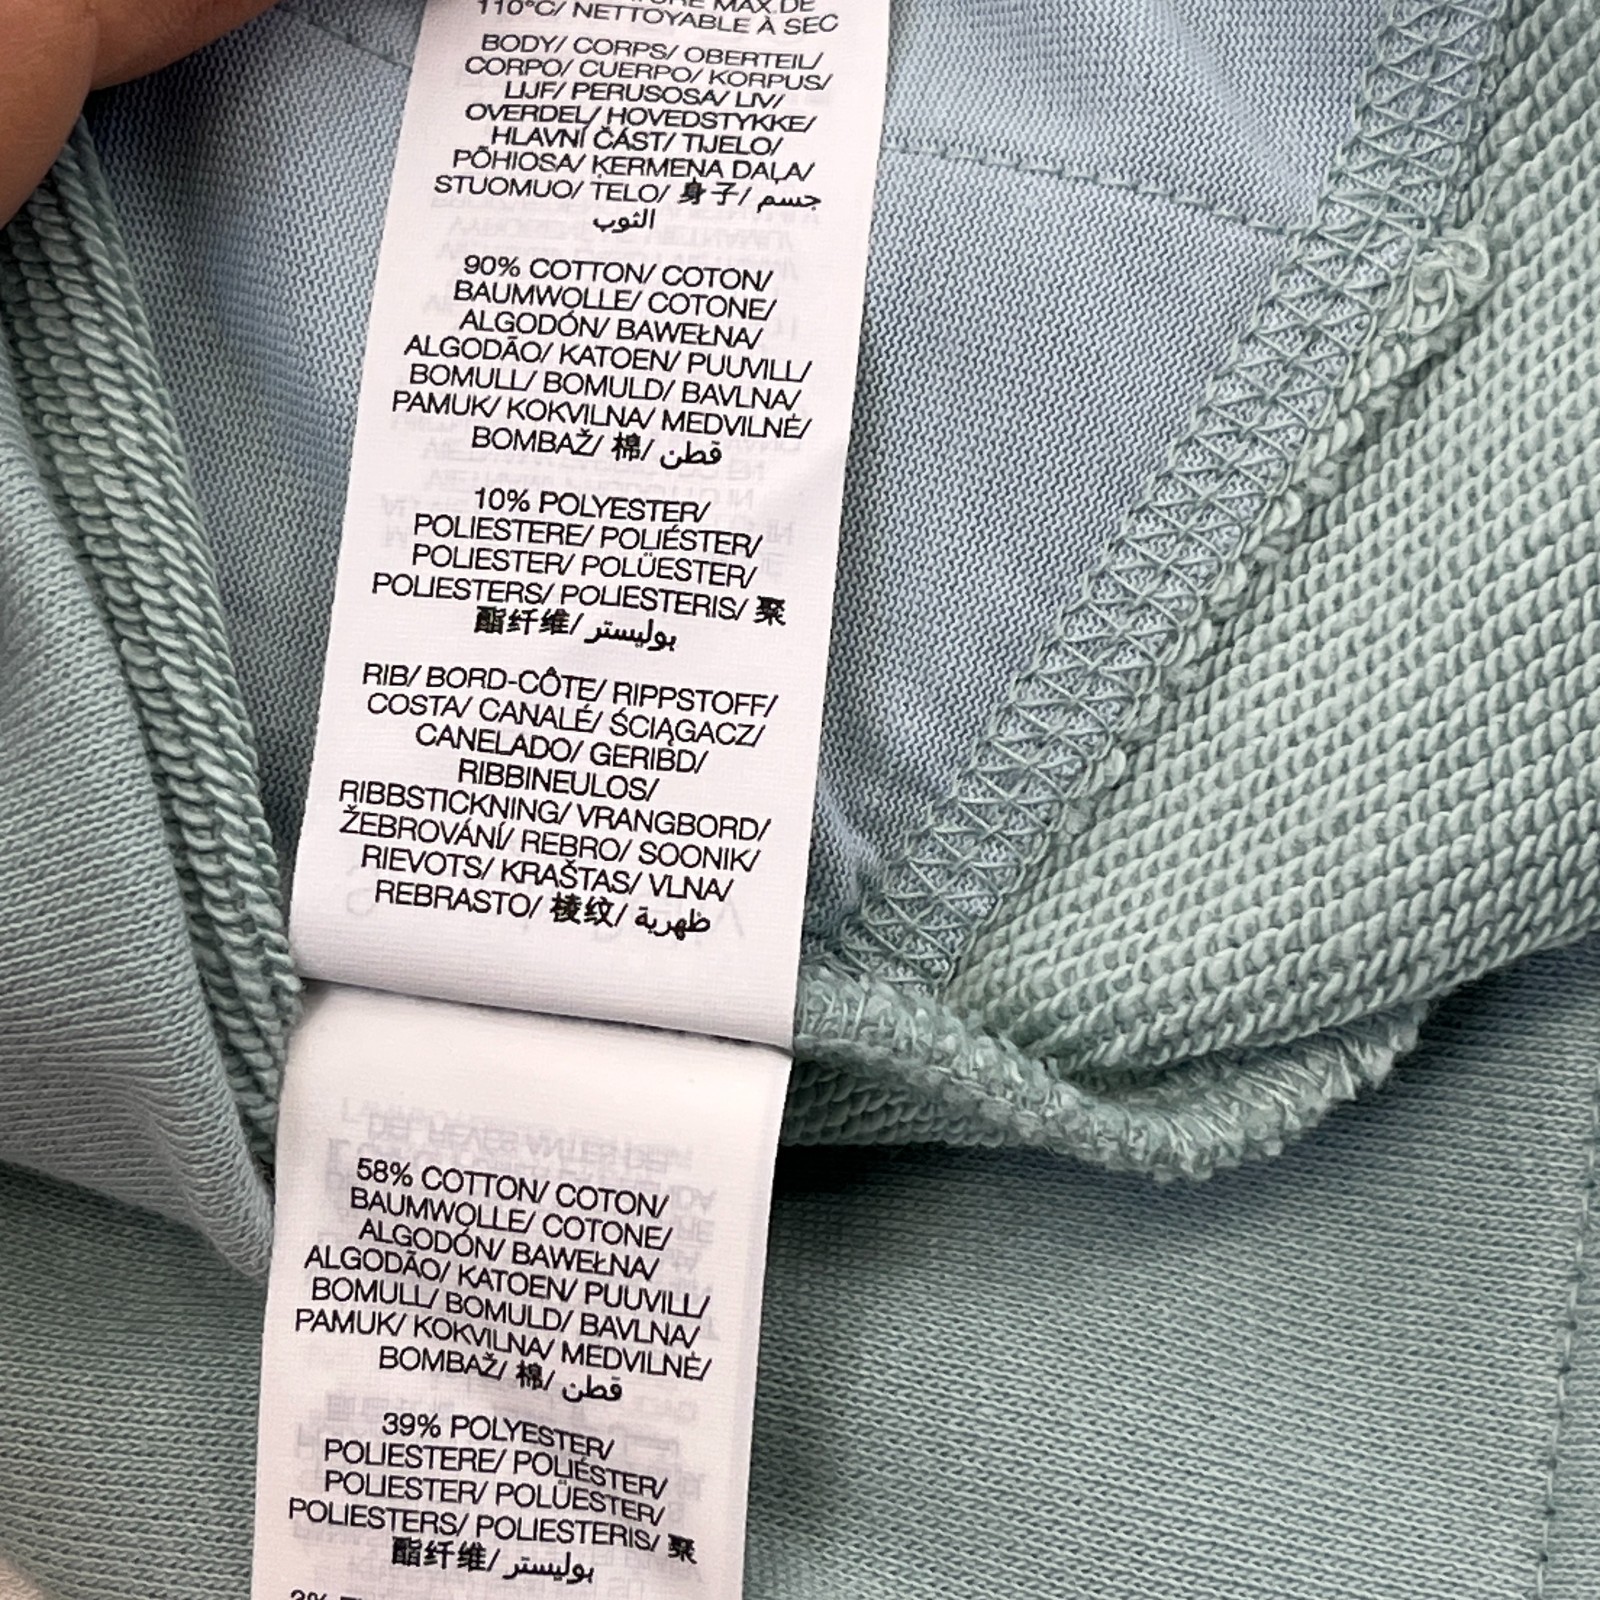 MAX.DE
110°C/ NETTOYABLE À SEC
BODY/ CORPS/ OBERTEIL/
CORPO/ CUERPO/ KORPUS/
LIJF/ PERUSOSA/ LIV/
OVERDEL/ HOVEDSTYKKE/
HLAVNÍ ČÁST/ TIJELO/
PÕHIOSA/ ĶERMEŅA DAĻA/
STUOMUO/ TELO/ 身子/ جسم
الثوب
90% COTTON/ COTON/
BAUMWOLLE/ COTONE/
ALGODÓN/ BAWEŁNA/
ALGODÃO/ KATOEN/ PUUVILL/
BOMULL/ BOMULD/ BAVLNA/
PAMUK/ KOKVILNA/ MEDVILNĖ/
BOMBAŽ/ 棉/ قطن
10% POLYESTER/
POLIESTERE/ POLIÉSTER/
POLIESTER/ POLÜESTER/
POLIESTERS/ POLIESTERIS/ 聚
酯纤维/ بوليستر
RIB/ BORD-CÔTE/ RIPPSTOFF/
COSTA/ CANALÉ/ ŚCIĄGACZ/
CANELADO/ GERIBD/
RIBBINEULOS/
RIBBSTICKNING/ VRANGBORD/
ŽEBROVÁNÍ/ REBRO/ SOONIK/
RIEVOTS/ KRAŠTAS/ VLNA/
REBRASTO/ 棱纹/ ظهرية
58% COTTON/ COTON/
BAUMWOLLE/ COTONE/
ALGODÓN/ BAWEŁNA/
ALGODÃO/ KATOEN/ PUUVILL/
BOMULL/ BOMULD/ BAVLNA/
PAMUK/ KOKVILNA/ MEDVILNĖ/
BOMBAŽ/ 棉/ قطن
39% POLYESTER/
POLIESTERE/ POLIÉSTER/
POLIESTER/ POLÜESTER/
POLIESTERS/ POLIESTERIS/ 聚
酯纤维/ بوليستر
3%